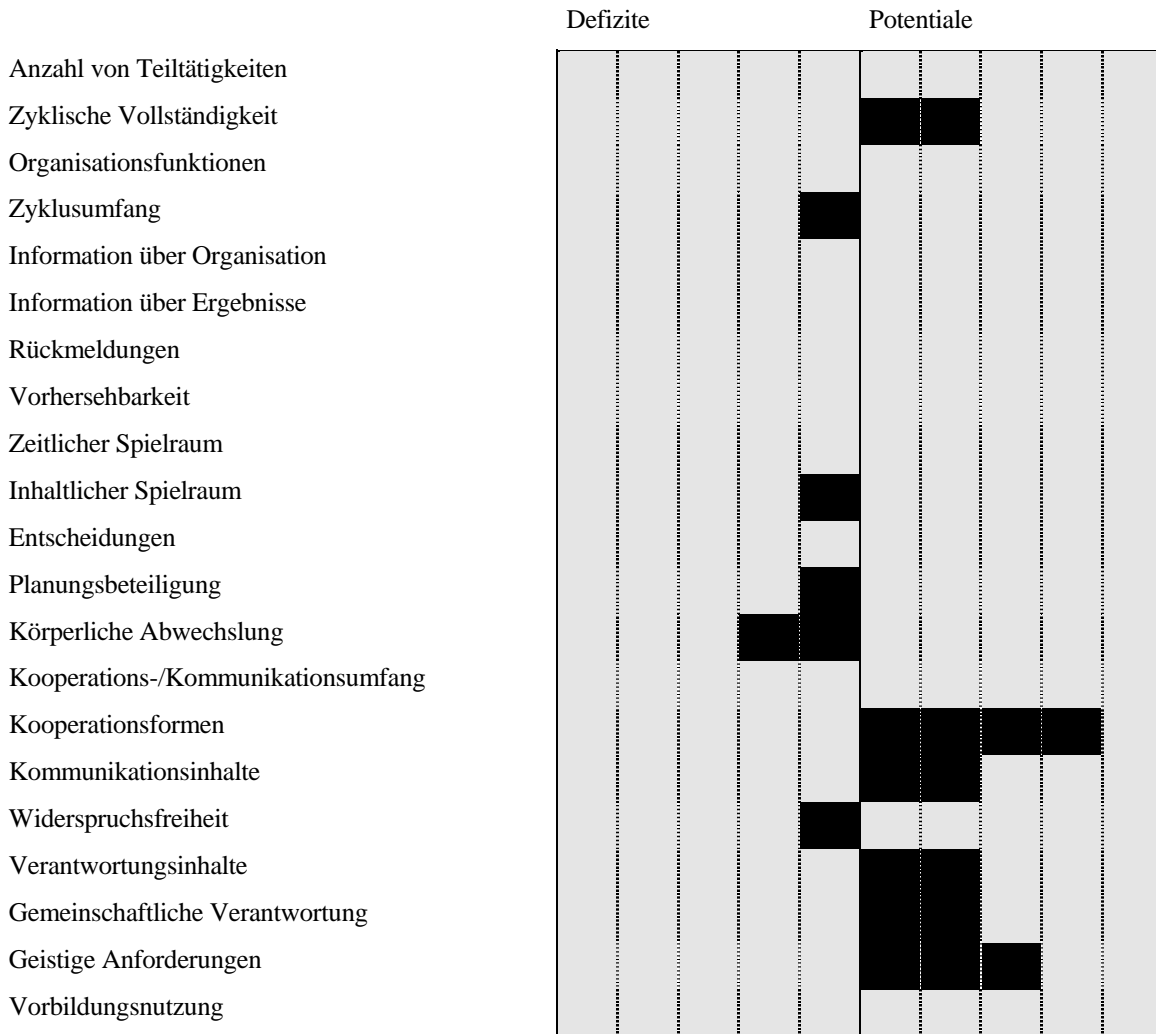 Defizite Potentiale
Anzahl von Teiltätigkeiten
Zyklische Vollständigkeit
Organisationsfunktionen
Zyklusumfang
Information über Organisation
Information über Ergebnisse
Rückmeldungen
Vorhersehbarkeit
Zeitlicher Spielraum
Inhaltlicher Spielraum
Entscheidungen
Planungsbeteiligung
Körperliche Abwechslung
Kooperations-/Kommunikationsumfang
Kooperationsformen
Kommunikationsinhalte
Widerspruchsfreiheit
Verantwortungsinhalte
Gemeinschaftliche Verantwortung
Geistige Anforderungen
Vorbildungsnutzung